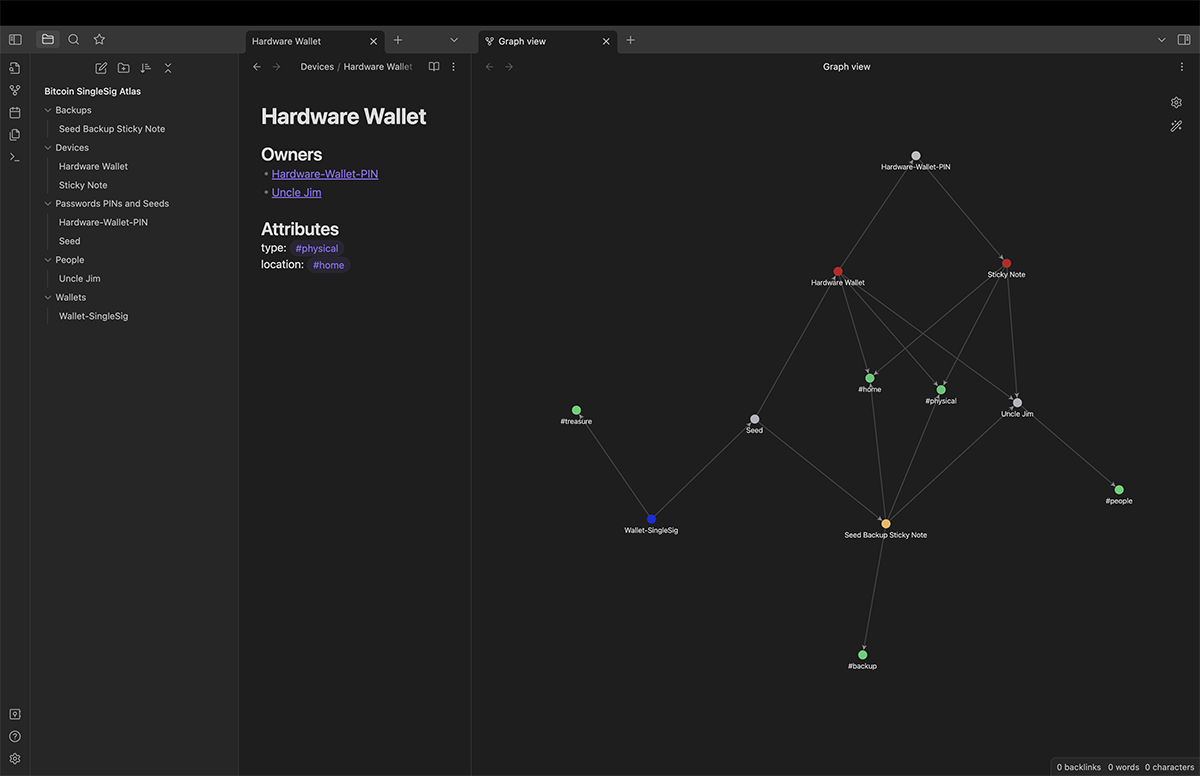 Hardware Wallet
Graph view
Devices / Hardware Wallet
Graph view
Bitcoin SingleSig Atlas
Backups
Seed Backup Sticky Note
Devices
Hardware Wallet
Sticky Note
Passwords PINs and Seeds
Hardware-Wallet-PIN
Seed
People
Uncle Jim
Wallets
Wallet-SingleSig
Hardware Wallet
Owners
Hardware-Wallet-PIN
Uncle Jim
Attributes
type: #physical
location: #home
Hardware-Wallet-PIN
Hardware Wallet
Sticky Note
#home
#physical
Uncle Jim
#treasure
Seed
#people
Wallet-SingleSig
Seed Backup Sticky Note
#backup
0 backlinks 0 words 0 characters